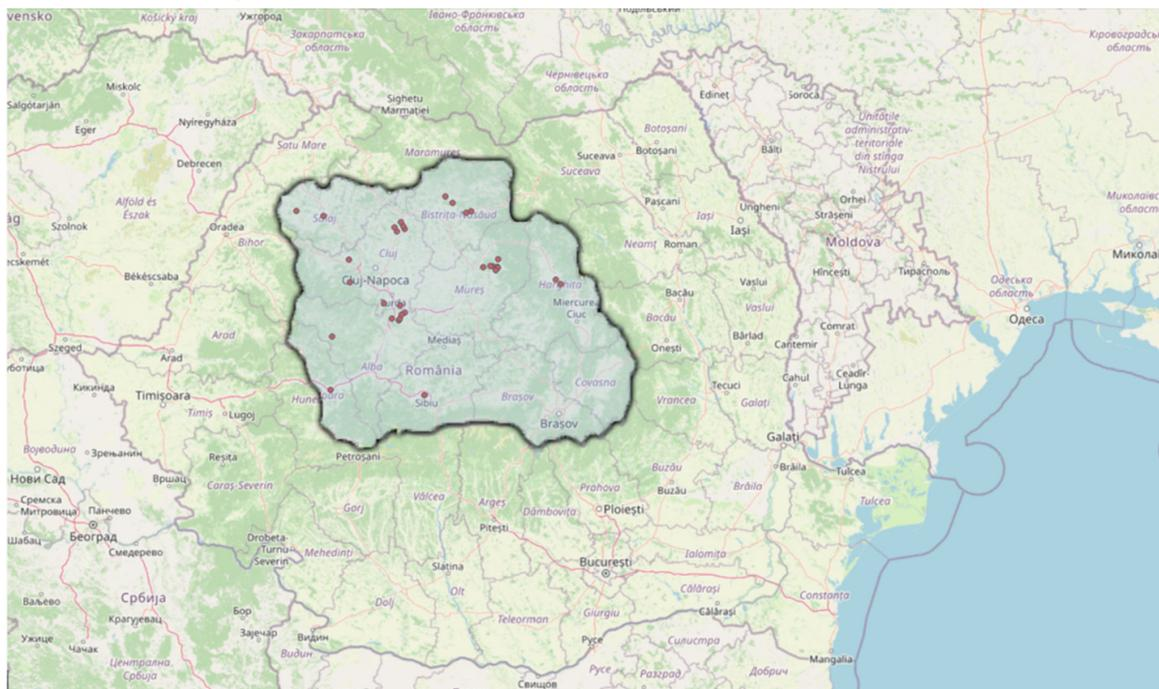 vensko
Košický kraj
Ужгород
Закарпатська
область
Івано-Франківська
область
Подільський
Кіровоградсь
область
Miskolc
Salgótarján
Eger
Nyíregyháza
Debrecen
Sighetu
Marmației
Чернівецька
область
Edineț
Soroca
Unitățile
administrativ-
teritoriale
din stînga
Nistrului
Satu Mare
Maramureș
Suceava
Botoșani
Botoșani
Suceava
Bălți
Alföld és
Észak
Szolnok
Oradea
Bihor
Sălaj
Bistrița-Năsăud
Pașcani
Iași
Iași
Ungheni
Orhei
Strășeni
Moldova
Миколаївс
област
ág
ecskemét
Békéscsaba
Cluj
Cluj-Napoca
Mureș
Harghita
Miercurea
Ciuc
Neamț
Roman
Hîncești
Тирасполь
Миколаї
Одеська
область
Одеса
Turda
Bacău
Bacău
Vaslui
Vaslui
Bârlad
Comrat
Cantemir
Szeged
ботица
Arad
Arad
Mediaș
Alba
România
Onești
Кикинда
Timișoara
Timiș
Lugoj
Hunedoara
Sibiu
Brașov
Covasna
Brașov
Tecuci
Vrancea
Galați
Cahul
Ceadîr-
Lunga
Војводина
Зрењанин
Reșița
Petroșani
Galați
Нови Сад
Вршац
Caraș-Severin
Gorj
Vâlcea
Argeș
Prahova
Buzău
Buzău
Brăila
Brăila
Tulcea
Tulcea
Сремска
Митровица
Панчево
Шабац
Београд
Смедерево
Drobeta-
Turnu
Severin
Mehedinți
Dâmbovița
Ploiești
Pitești
Slatina
București
Ialomița
Ваљево
Србија
Крагујевац
Бор
Dolj
Olt
Teleorman
Giurgiu
Călărași
Călărași
Constanța
Ужице
Чачак
Зајечар
Видин
Видин
Русе
Силистра
Mangalia
Централна
Србија
Свищов
Русе
Разград
Добрич